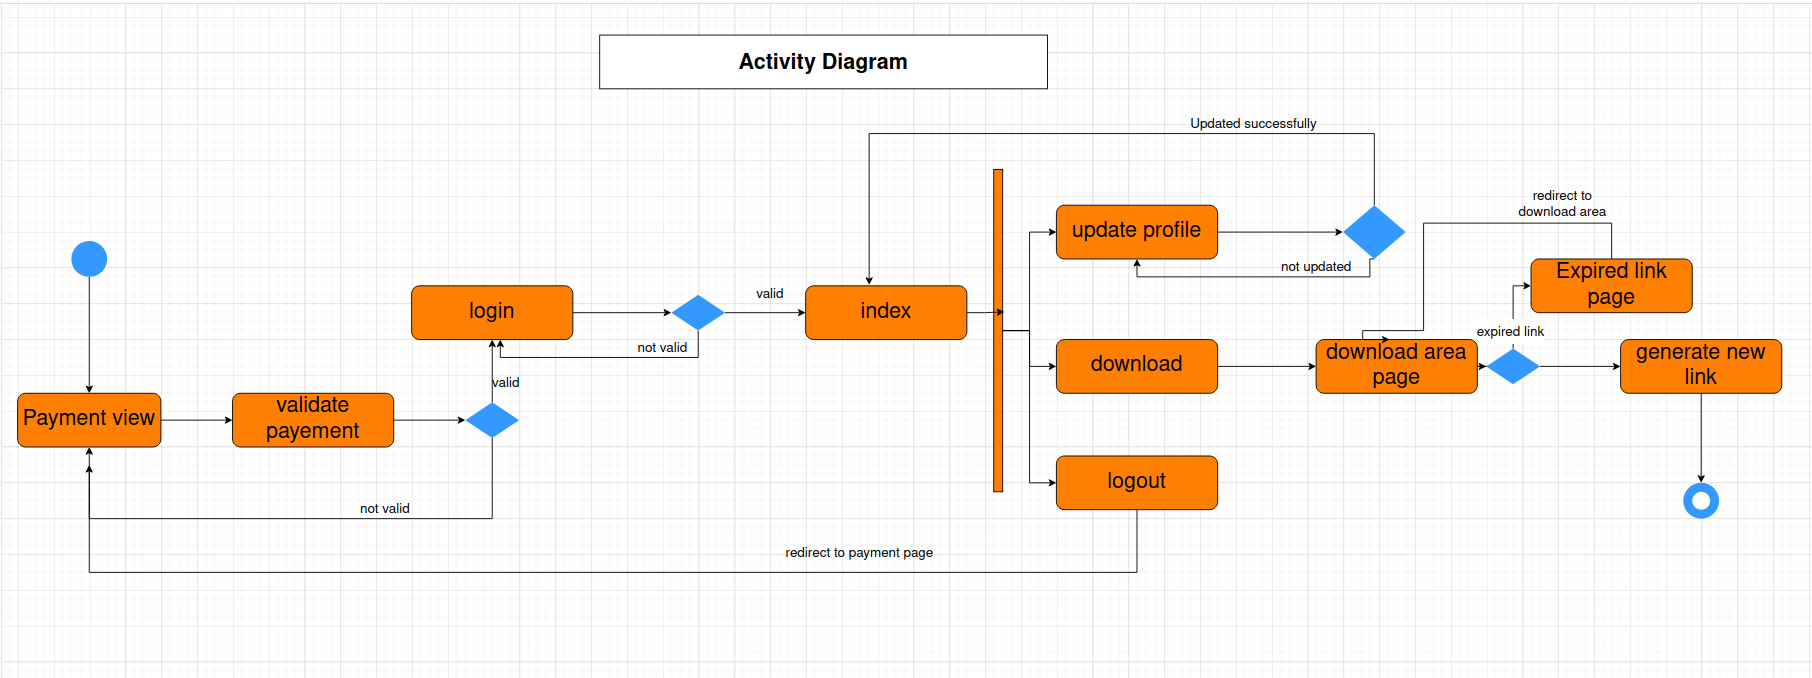 Activity Diagram
Updated successfully
redirect to
download area
update profile
not updated
Expired link
page
valid
login
index
expired link
not valid
download
download area
page
generate new
link
valid
Payment view
validate
payement
logout
not valid
redirect to payment page